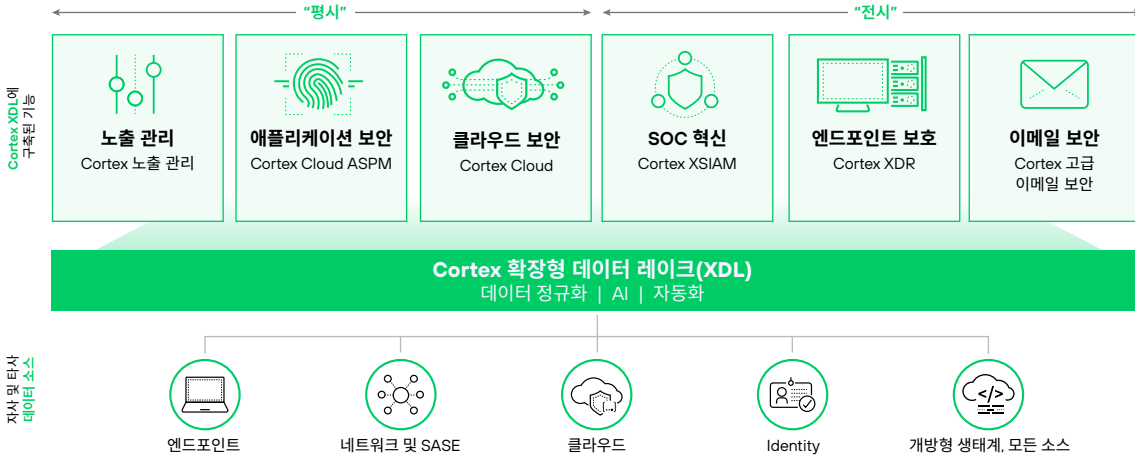 “평시”
“전시”
Cortex XDL에
구축된 기능
노출 관리
Cortex 노출 관리
애플리케이션 보안
Cortex Cloud ASPM
클라우드 보안
Cortex Cloud
SOC 혁신
Cortex XSIAM
엔드포인트 보호
Cortex XDR
이메일 보안
Cortex 고급
이메일 보안
Cortex 확장형 데이터 레이크(XDL)
데이터 정규화 | AI | 자동화
자사 및 타사
데이터 소스
엔드포인트
네트워크 및 SASE
클라우드
Identity
</>
개방형 생태계, 모든 소스